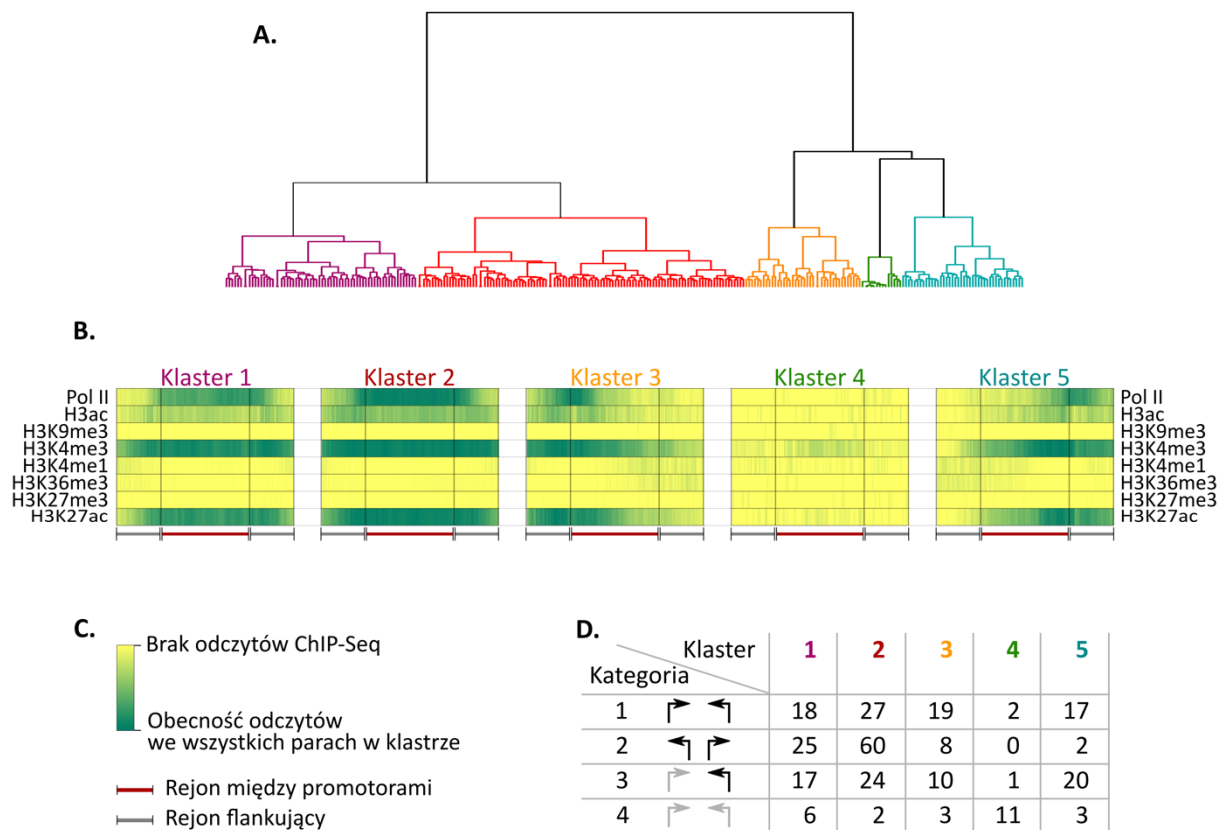 A.
B.
Klaster 1 Klaster 2 Klaster 3 Klaster 4 Klaster 5
Pol II Pol II
H3ac H3ac
H3K9me3 H3K9me3
H3K4me3 H3K4me3
H3K4me1 H3K4me1
H3K36me3 H3K36me3
H3K27me3 H3K27me3
H3K27ac H3K27ac
C.
Brak odczytów ChIP-Seq
Obecność odczytów
we wszystkich parach w klastrze
Rejon między promotorami
Rejon flankujący
D.
Klaster 1 2 3 4 5
Kategoria
1 18 27 19 2 17
2 25 60 8 0 2
3 17 24 10 1 20
4 6 2 3 11 3